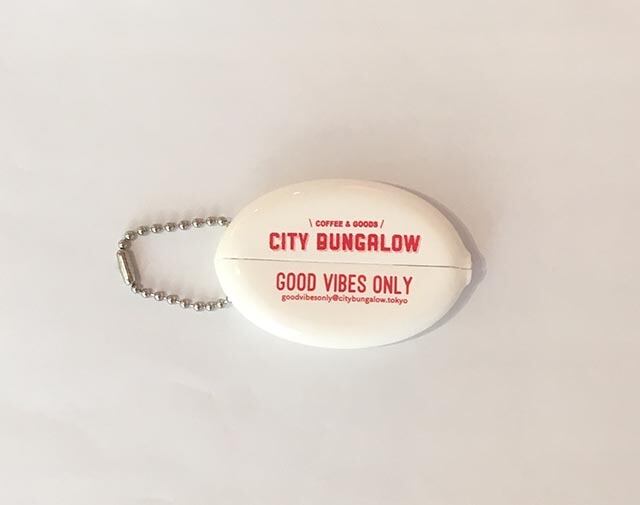 \ COFFEE & GOODS /
CITY BUNGALOW
GOOD VIBES ONLY
goodvibesonly@citybungalow.tokyo